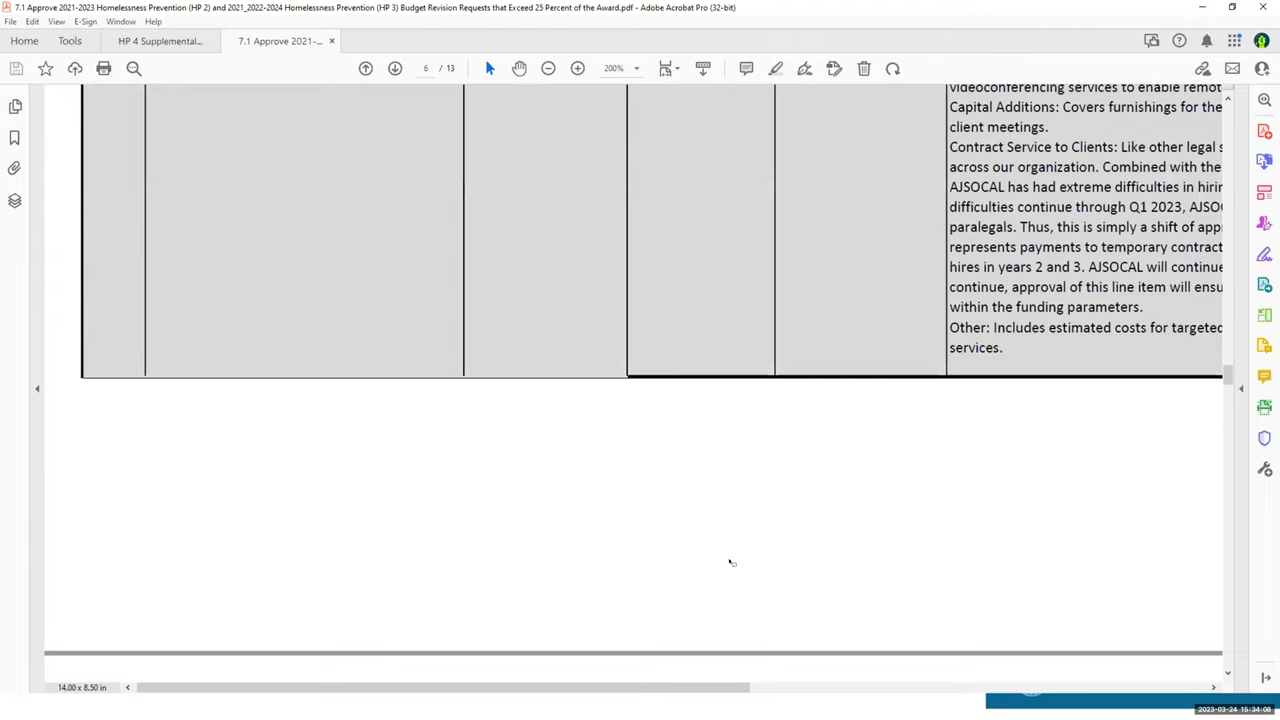 7.1 Approve 2021-2023 Homelessness Prevention (HP 2) and 2021_2022-2024 Homelessness Prevention (HP 3) Budget Revision Requests that Exceed 25 Percent of the Award.pdf - Adobe Acrobat Pro (32-bit)
File Edit View E-Sign Window Help
Home Tools HP 4 Supplemental... 7.1 Approve 2021-... ×
6 / 13 200%
videoconferencing services to enable remot
Capital Additions: Covers furnishings for the
client meetings.
Contract Service to Clients: Like other legal s
across our organization. Combined with the
AJSOCAL has had extreme difficulties in hirir
difficulties continue through Q1 2023, AJSO
paralegals. Thus, this is simply a shift of app
represents payments to temporary contract
hires in years 2 and 3. AJSOCAL will continue
continue, approval of this line item will ensu
within the funding parameters.
Other: Includes estimated costs for targeted
services.
14.00 x 8.50 in
2023-03-24 15:34:08